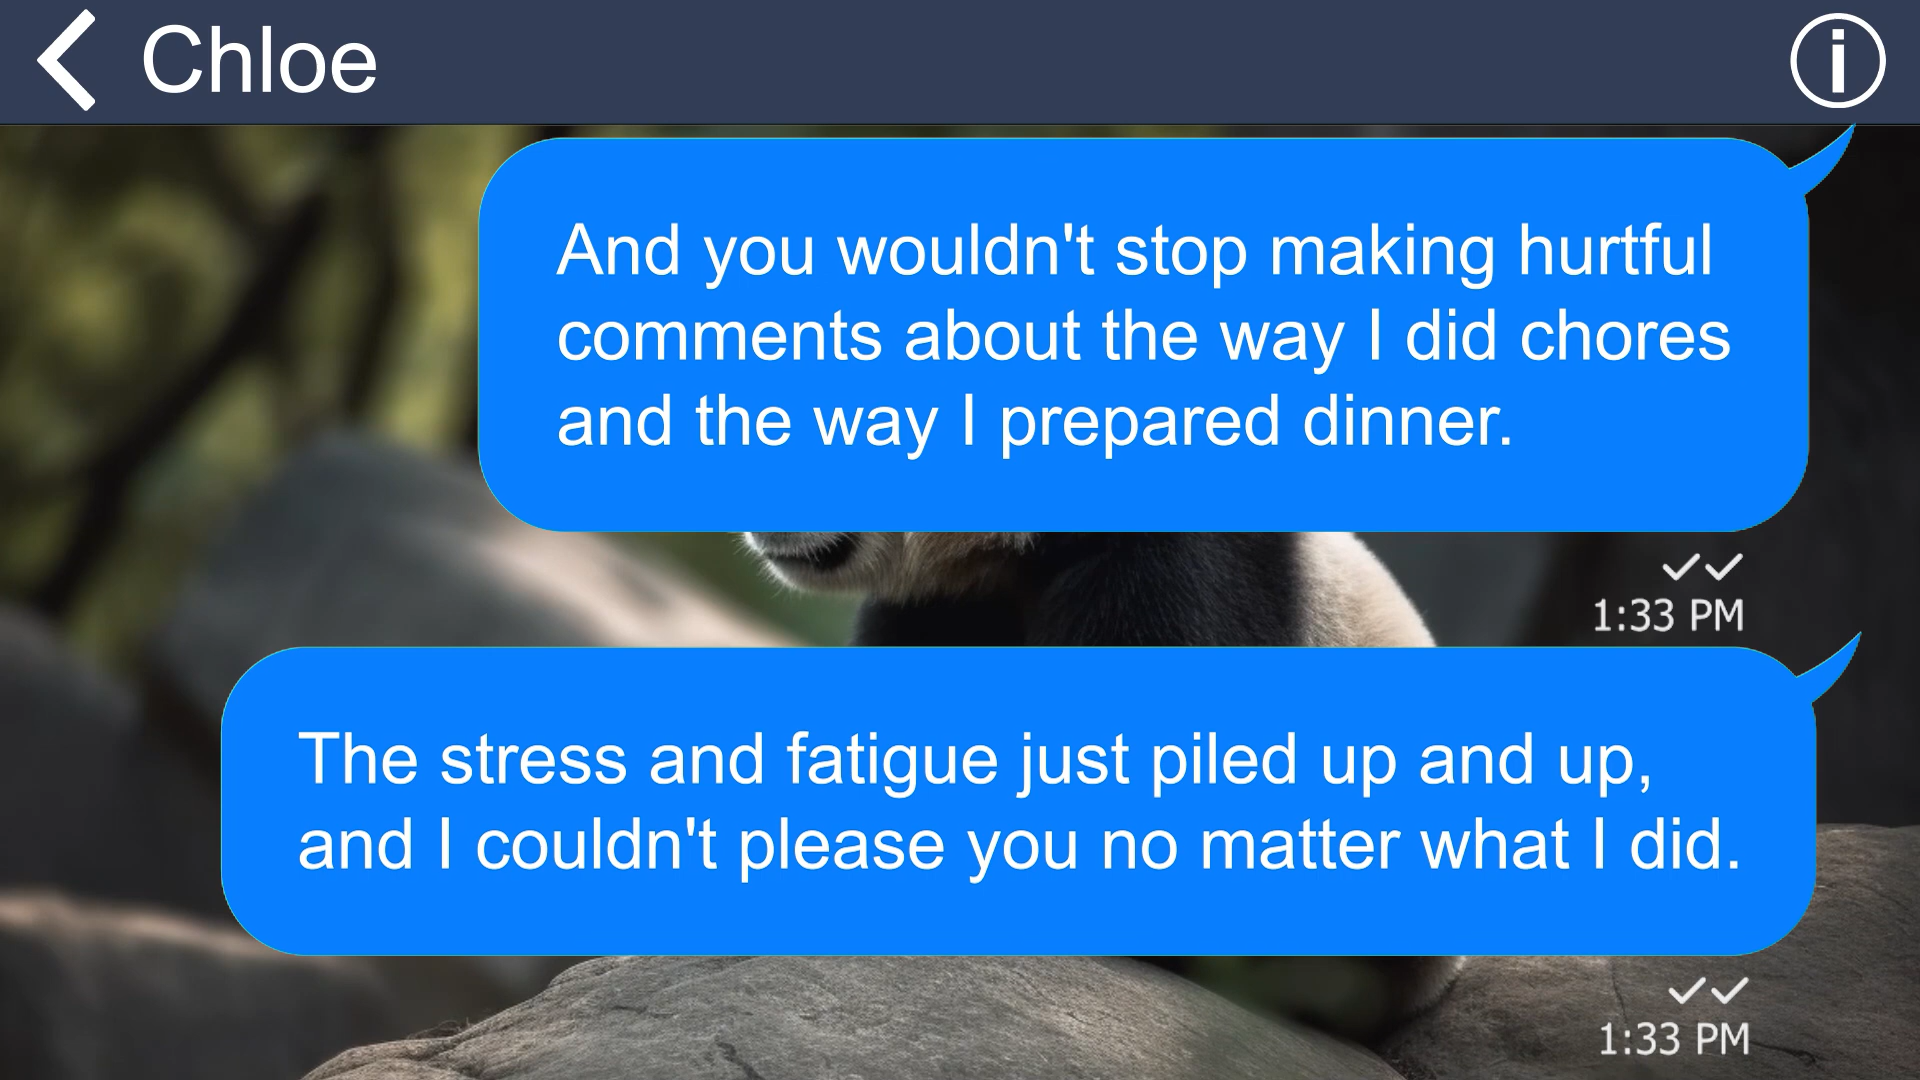 Chloe
And you wouldn't stop making hurtful
comments about the way I did chores
and the way I prepared dinner.
1:33 PM
The stress and fatigue just piled up and up,
and I couldn't please you no matter what I did.
1:33 PM